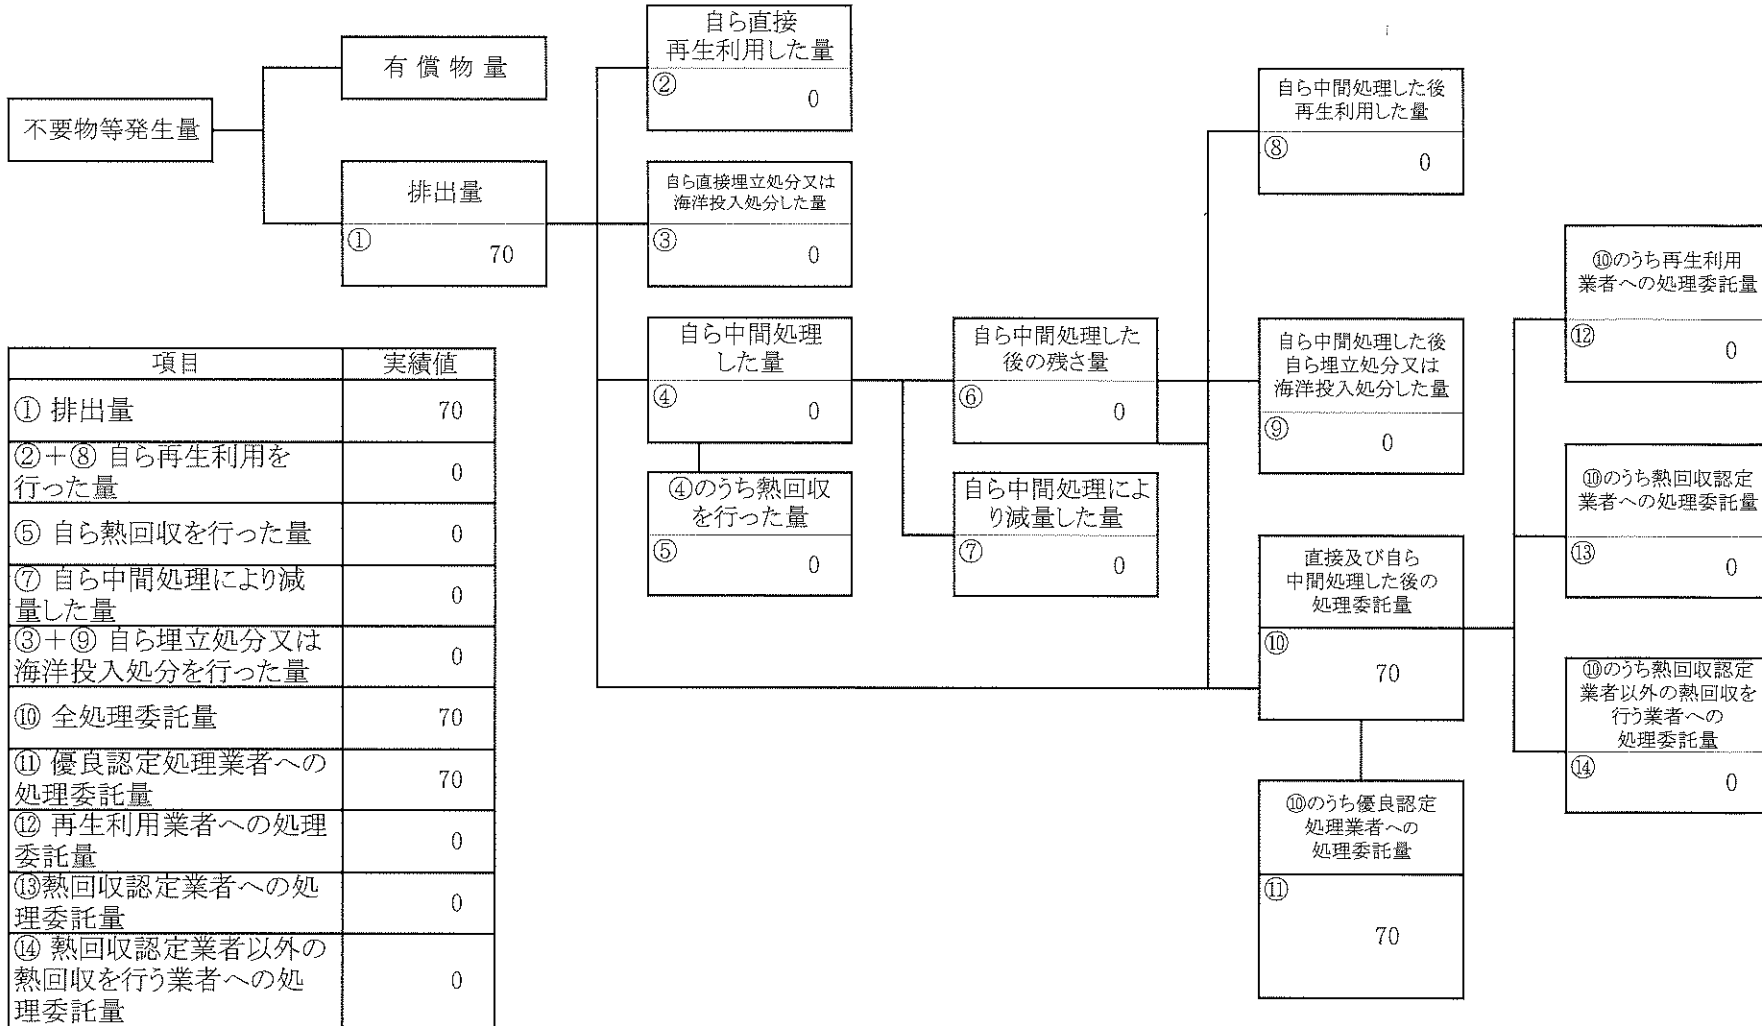 不要物等発生量
有 償 物 量
排出量
①
70
自ら直接
再生利用した量
②
0
自ら直接埋立処分又は
海洋投入処分した量
③
0
自ら中間処理
した量
④
0
④のうち熱回収
を行った量
⑤
0
自ら中間処理した
後の残さ量
⑥
0
自ら中間処理によ
り減量した量
⑦
0
自ら中間処理した後
再生利用した量
⑧
0
自ら中間処理した後
自ら埋立処分又は
海洋投入処分した量
⑨
0
直接及び自ら
中間処理した後の
処理委託量
⑩
70
⑩のうち優良認定
処理業者への
処理委託量
⑪
70
⑩のうち再生利用
業者への処理委託量
⑫
0
⑩のうち熱回収認定
業者への処理委託量
⑬
0
⑩のうち熱回収認定
業者以外の熱回収を
行う業者への
処理委託量
⑭
0
項目 実績値
① 排出量 70
②+⑧ 自ら再生利用を
行った量 0
⑤ 自ら熱回収を行った量 0
⑦ 自ら中間処理により減
量した量 0
③+⑨ 自ら埋立処分又は
海洋投入処分を行った量 0
⑩ 全処理委託量 70
⑪ 優良認定処理業者への
処理委託量 70
⑫ 再生利用業者への処理
委託量 0
⑬熱回収認定業者への処
理委託量 0
⑭ 熱回収認定業者以外の
熱回収を行う業者への処
理委託量 0